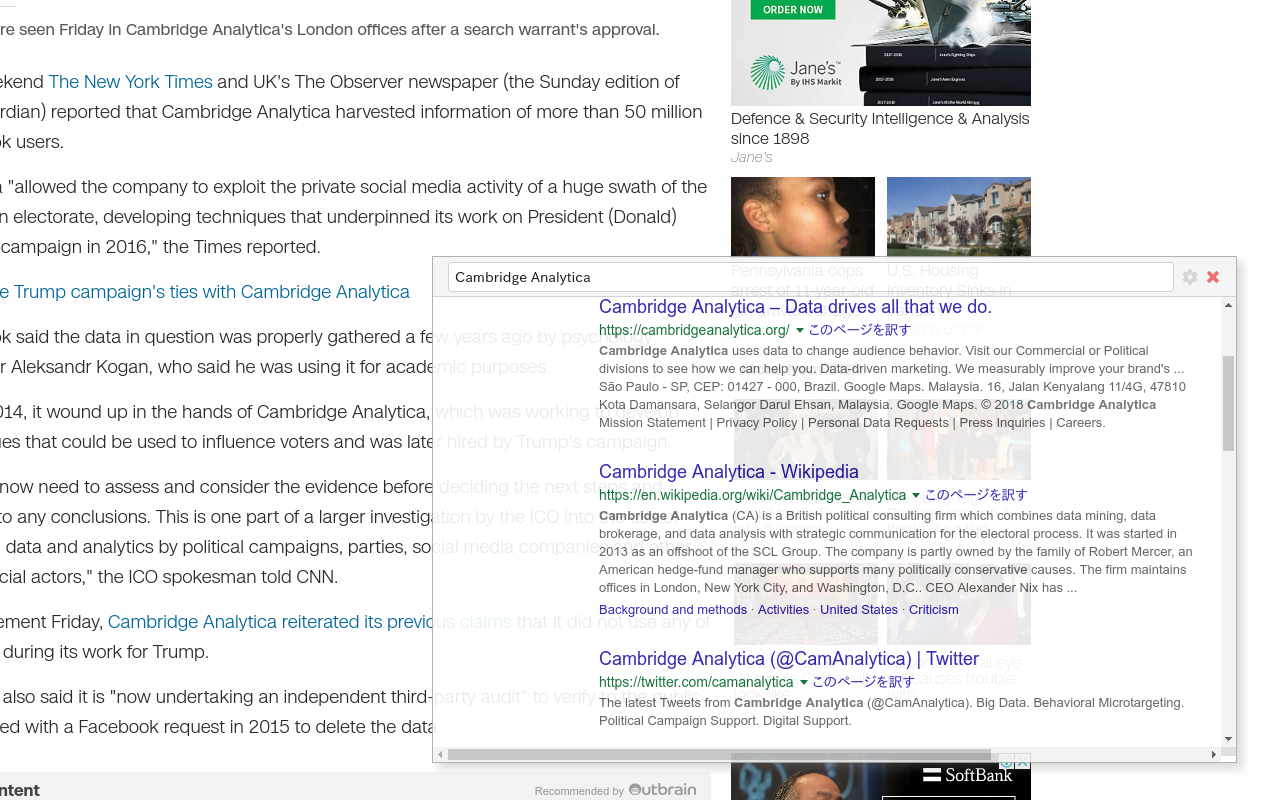 re seen Friday in Cambridge Analytica's London offices after a search warrant's approval.
ekend The New York Times and UK's The Observer newspaper (the Sunday edition of
rdian) reported that Cambridge Analytica harvested information of more than 50 million
ok users.
a "allowed the company to exploit the private social media activity of a huge swath of the
n electorate, developing techniques that underpinned its work on President (Donald)
campaign in 2016," the Times reported.
e Trump campaign's ties with Cambridge Analytica
ok said the data in question was properly gathered a few years ago by psychology
r Aleksandr Kogan, who said he was using it for academic purposes.
014, it wound up in the hands of Cambridge Analytica, which was working to develop
ues that could be used to influence voters and was later hired by Trump's campaign.
now need to assess and consider the evidence before deciding the next steps and
to any conclusions. This is one part of a larger investigation by the ICO into the
data and analytics by political campaigns, parties, social media companies and
cial actors," the ICO spokesman told CNN.
ement Friday, Cambridge Analytica reiterated its previous claims that it did not use any of
during its work for Trump.
also said it is "now undertaking an independent third-party audit" to verify to the public
ed with a Facebook request in 2015 to delete the data.
ntent
Recommended by Outbrain
ORDER NOW
Jane's
By IHS Markit
Defence & Security Intelligence & Analysis
since 1898
Jane's
Pennsylvania cops
arrest of 11-year-old
U.S. Housing
Inventory Sinks in
Cambridge Analytica
Cambridge Analytica – Data drives all that we do.
https://cambridgeanalytica.org/ このページを訳す
Cambridge Analytica uses data to change audience behavior. Visit our Commercial or Political
divisions to see how we can help you. Data-driven marketing. We measurably improve your brand's ...
São Paulo - SP, CEP: 01427 - 000, Brazil. Google Maps. Malaysia. 16, Jalan Kenyalang 11/4G, 47810
Kota Damansara, Selangor Darul Ehsan, Malaysia. Google Maps. © 2018 Cambridge Analytica
Mission Statement | Privacy Policy | Personal Data Requests | Press Inquiries | Careers.
Cambridge Analytica - Wikipedia
https://en.wikipedia.org/wiki/Cambridge_Analytica このページを訳す
Cambridge Analytica (CA) is a British political consulting firm which combines data mining, data
brokerage, and data analysis with strategic communication for the electoral process. It was started in
2013 as an offshoot of the SCL Group. The company is partly owned by the family of Robert Mercer, an
American hedge-fund manager who supports many politically conservative causes. The firm maintains
offices in London, New York City, and Washington, D.C.. CEO Alexander Nix has ...
Background and methods · Activities · United States · Criticism
Cambridge Analytica (@CamAnalytica) | Twitter
https://twitter.com/camanalytica このページを訳す
The latest Tweets from Cambridge Analytica (@CamAnalytica). Big Data. Behavioral Microtargeting.
Political Campaign Support. Digital Support.
SoftBank